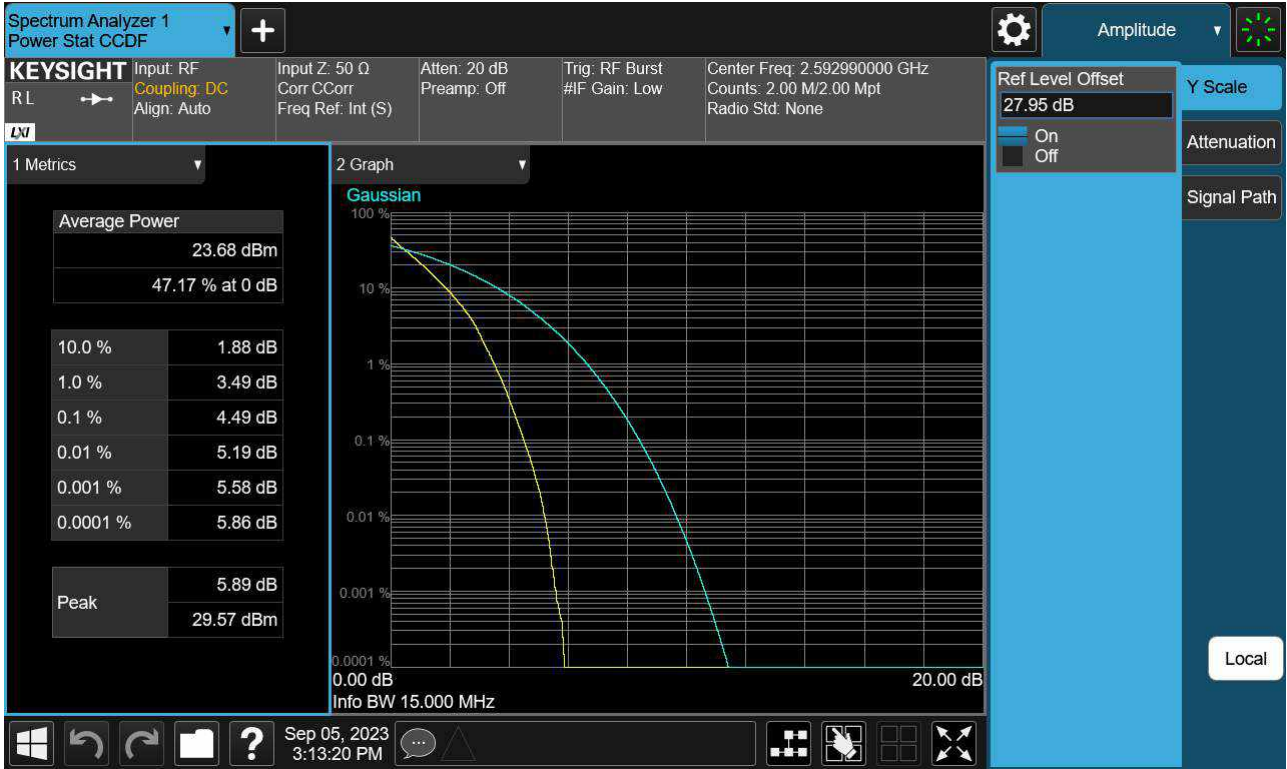 Spectrum Analyzer 1
Power Stat CCDF
Amplitude
KEYSIGHT
R L
LXI
Input: RF
Coupling: DC
Align: Auto
Input Z: 50 Ω
Corr CCorr
Freq Ref: Int (S)
Atten: 20 dB
Preamp: Off
Trig: RF Burst
#IF Gain: Low
Center Freq: 2.592990000 GHz
Counts: 2.00 M/2.00 Mpt
Radio Std: None
Ref Level Offset
27.95 dB
On
Off
Y Scale
Attenuation
Signal Path
Local
1 Metrics
Average Power
23.68 dBm
47.17 % at 0 dB
10.0 % 1.88 dB
1.0 % 3.49 dB
0.1 % 4.49 dB
0.01 % 5.19 dB
0.001 % 5.58 dB
0.0001 % 5.86 dB
Peak
5.89 dB
29.57 dBm
2 Graph
Gaussian
100 %
10 %
1 %
0.1 %
0.01 %
0.001 %
0.0001 %
0.00 dB 20.00 dB
Info BW 15.000 MHz
?
Sep 05, 2023
3:13:20 PM